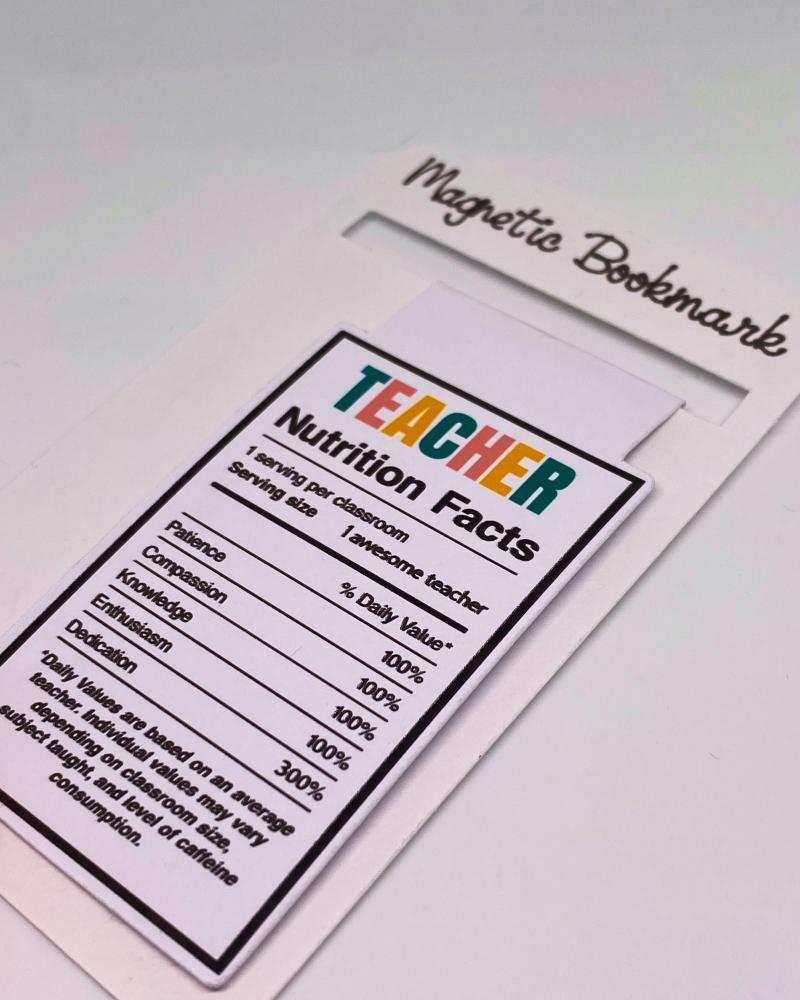 Magnetic Bookmark
TEACHER
Nutrition Facts
1 serving per classroom
Serving size 1 awesome teacher
% Daily Value*
Patience 100%
Compassion 100%
Knowledge 100%
Enthusiasm 100%
Dedication 300%
*Daily Values are based on an average
teacher. Individual values may vary
depending on classroom size,
subject taught, and level of caffeine
consumption.